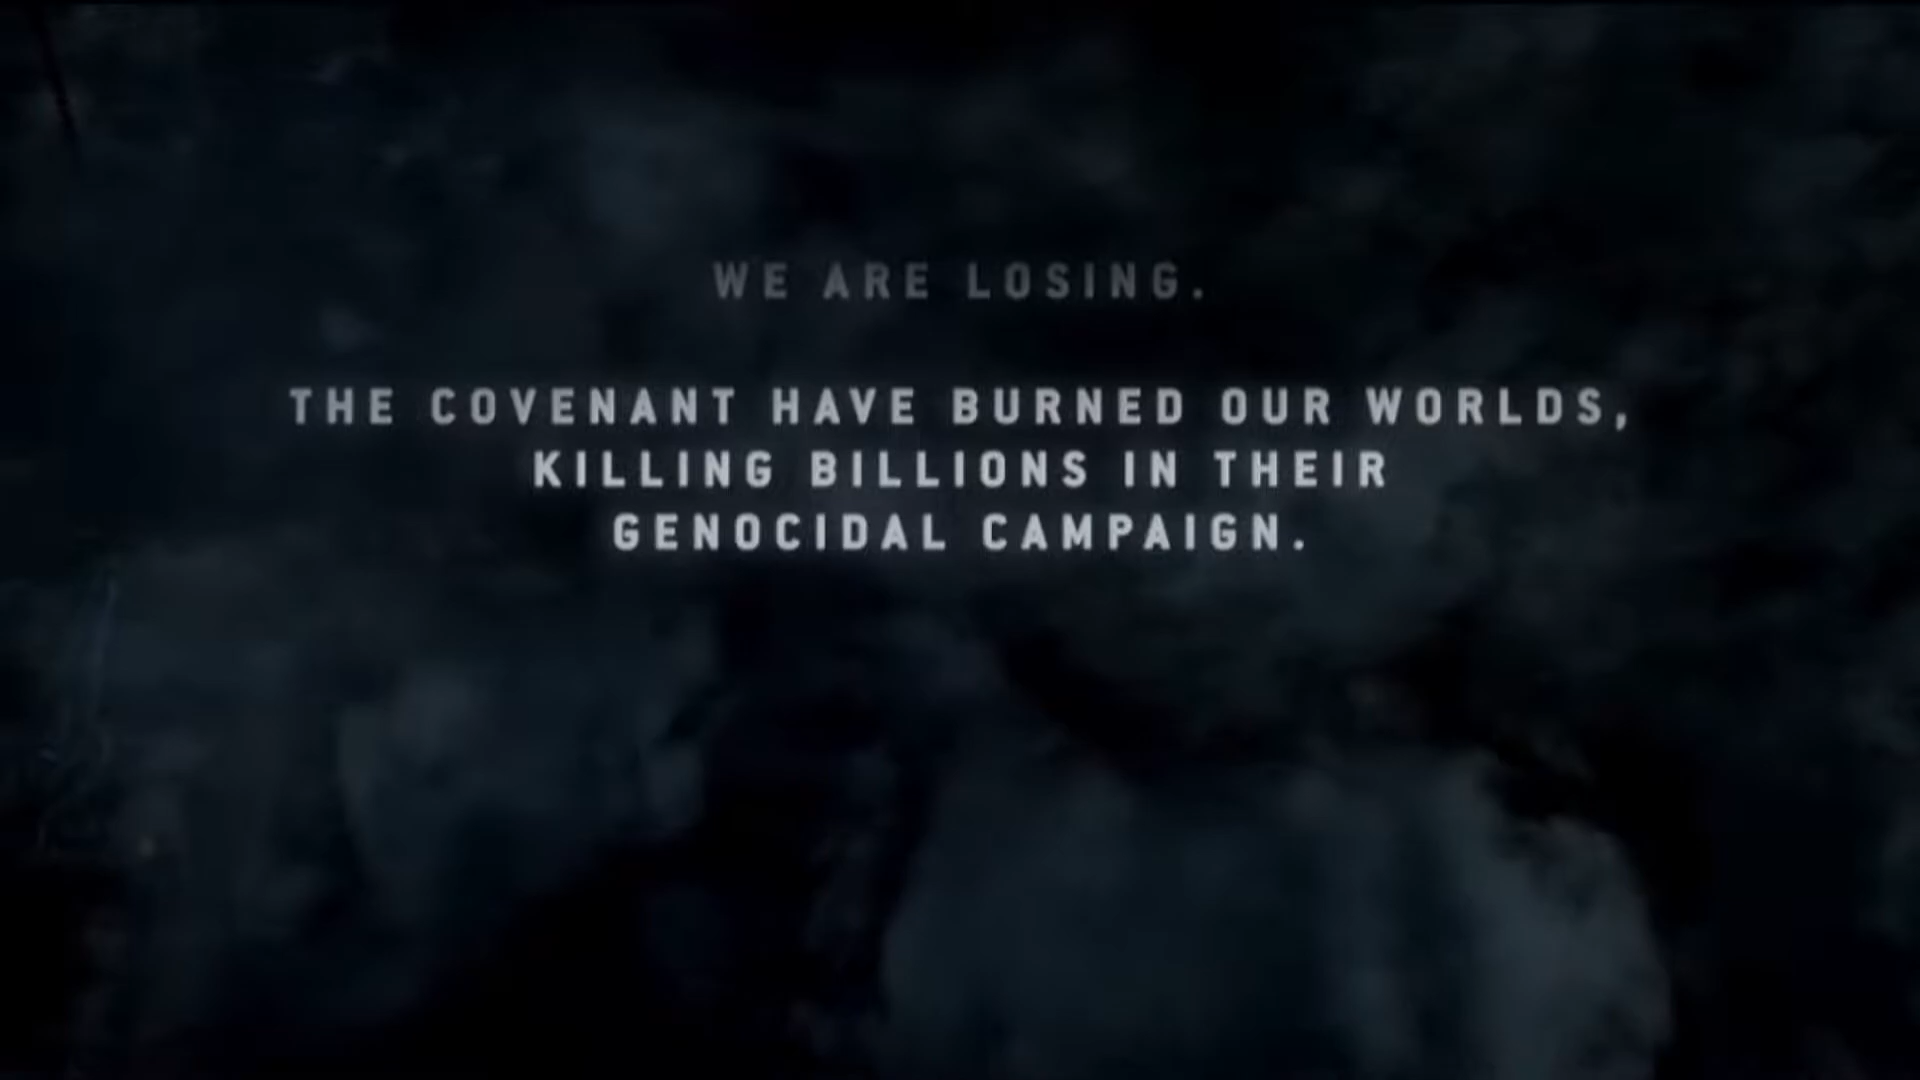 WE ARE LOSING.
THE COVENANT HAVE BURNED OUR WORLDS,
KILLING BILLIONS IN THEIR
GENOCIDAL CAMPAIGN.